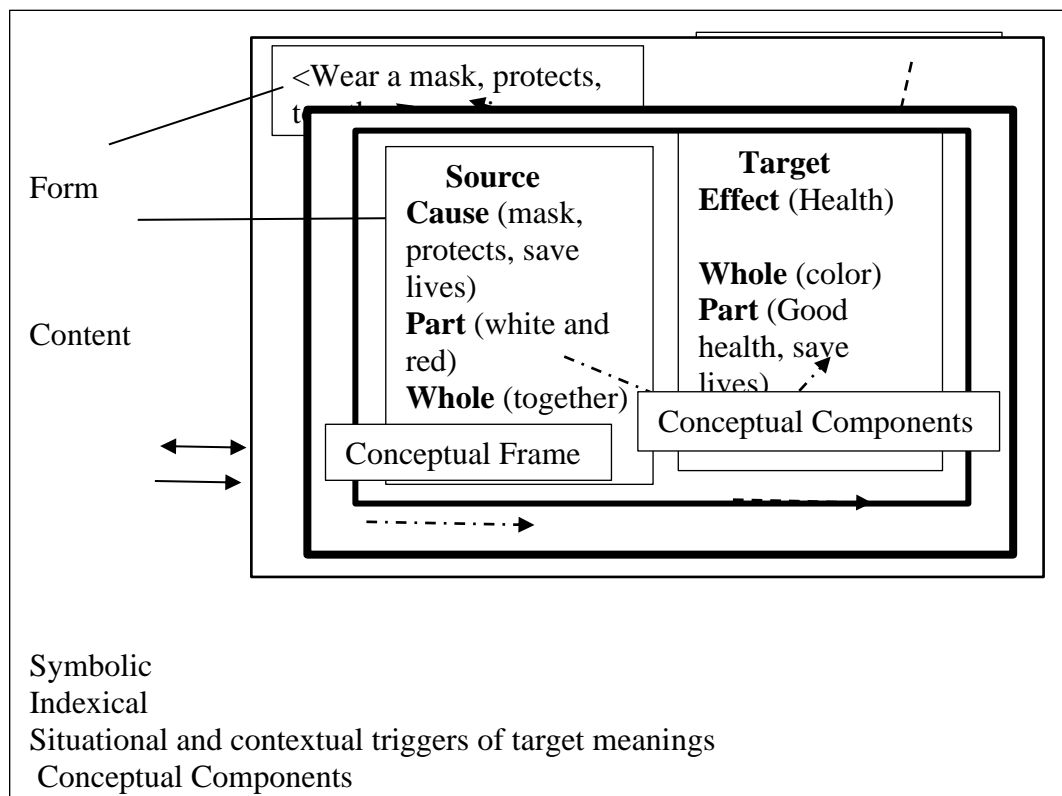 <Wear a mask, protects,
Form
Content
Source
Cause (mask,
protects, save
lives)
Part (white and
red)
Whole (together)
Conceptual Frame
Target
Effect (Health)
Whole (color)
Part (Good
health, save
lives)
Conceptual Components
Symbolic
Indexical
Situational and contextual triggers of target meanings
Conceptual Components